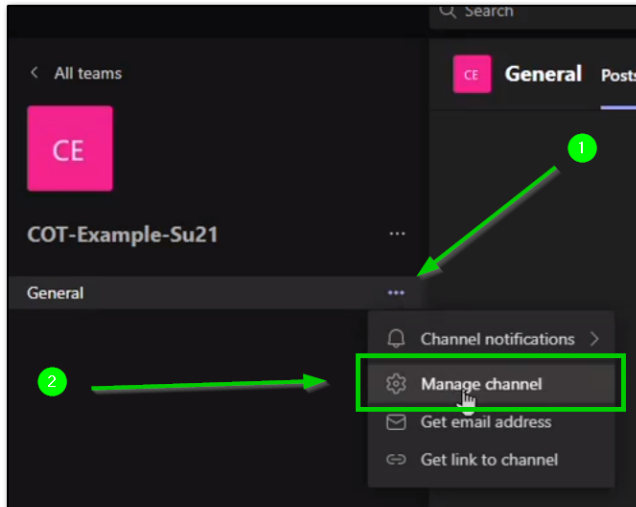 Search
All teams
CE
General Posts
CE
1
COT-Example-Su21
General
Channel notifications
2
Manage channel
Get email address
Get link to channel